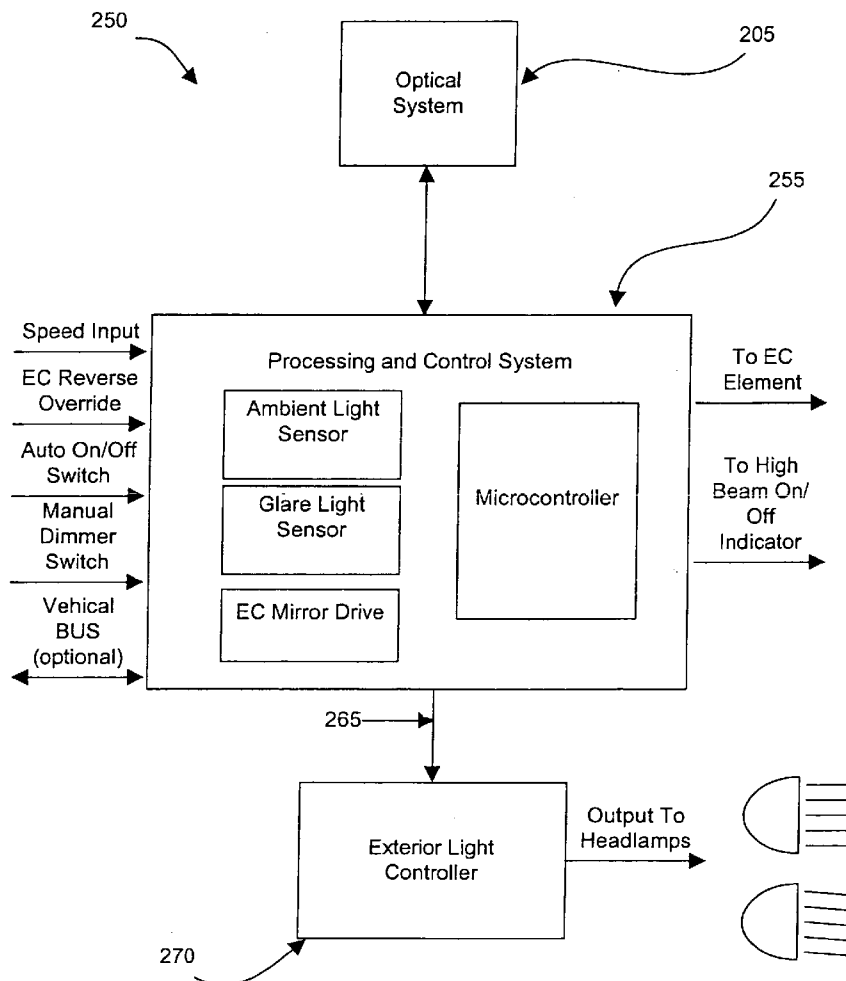 250
205
Optical
System
255
Speed Input
EC Reverse
Override
Auto On/Off
Switch
Manual
Dimmer
Switch
Vehical
BUS
(optional)
Processing and Control System
Ambient Light
Sensor
Glare Light
Sensor
EC Mirror Drive
Microcontroller
To EC
Element
To High
Beam On/
Off
Indicator
265
Exterior Light
Controller
Output To
Headlamps
270